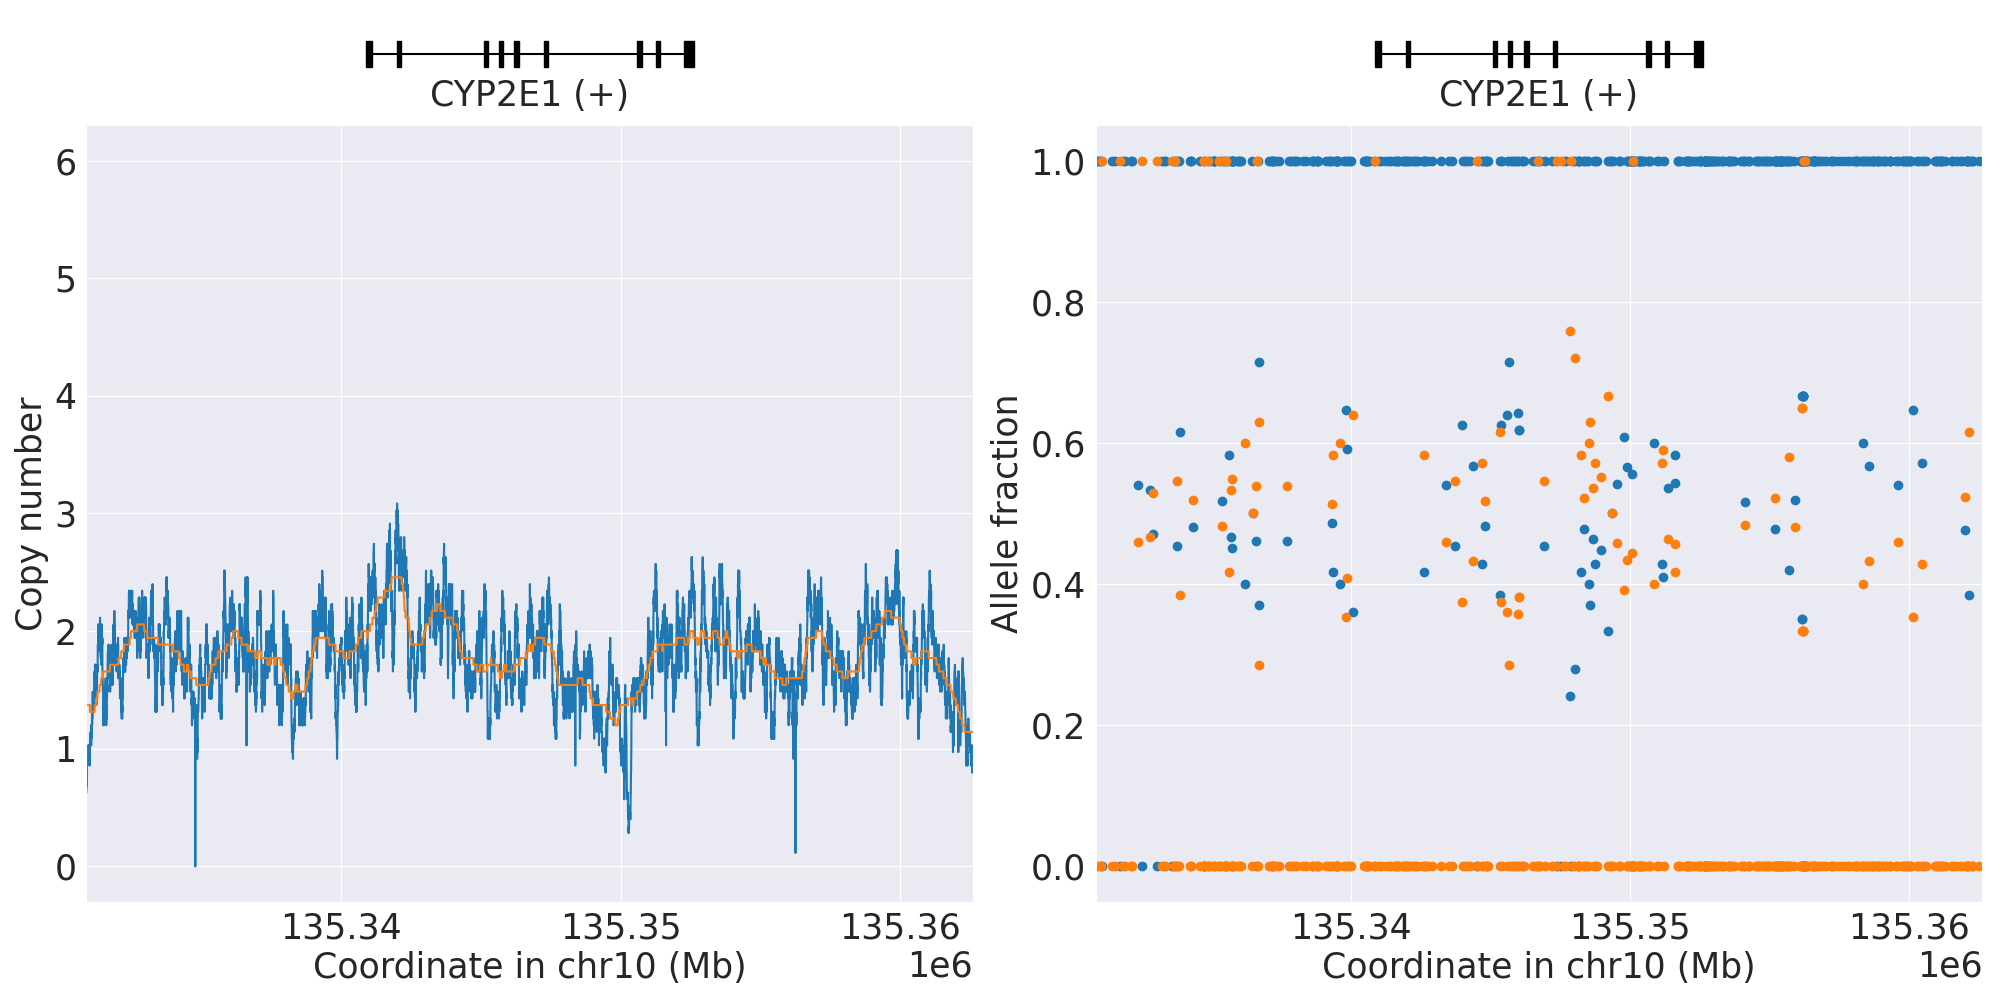 CYP2E1 (+)
6
5
4
3
2
1
0
Copy number
135.34 135.35 135.36
Coordinate in chr10 (Mb)
1e6
CYP2E1 (+)
1.0
0.8
0.6
0.4
0.2
0.0
Allele fraction
135.34 135.35 135.36
Coordinate in chr10 (Mb)
1e6